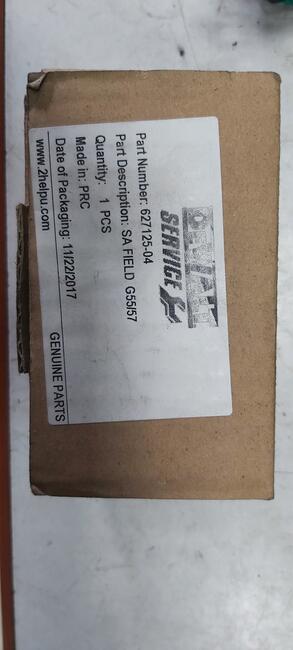 DEWALT
SERVICE
Part Number: 627125-04
Part Description: SA FIELD G55/57
Quantity: 1 PCS
Made in: PRC
Date of Packaging: 11/22/2017
www.2helpu.com
GENUINE PARTS